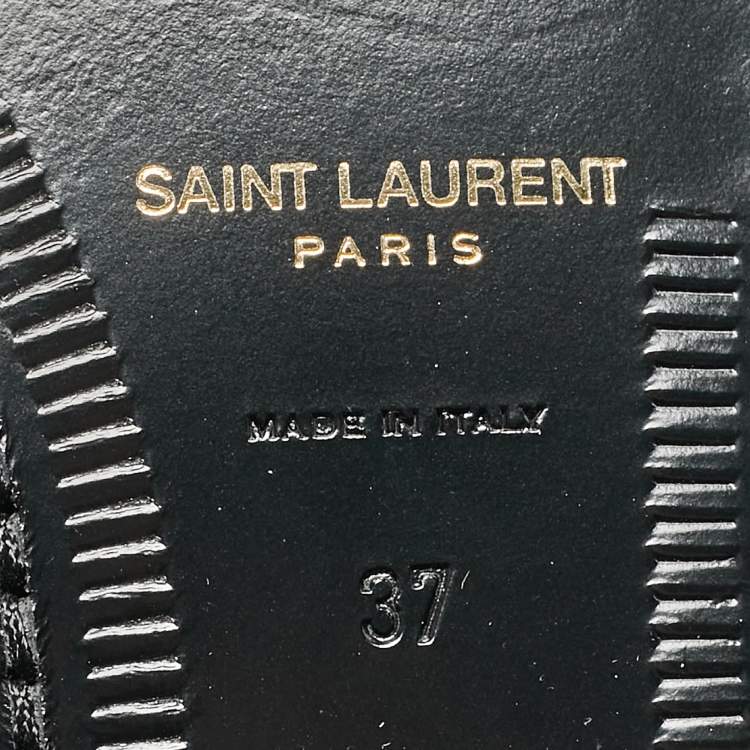 SAINT LAURENT
PARIS
MADE IN ITALY
37